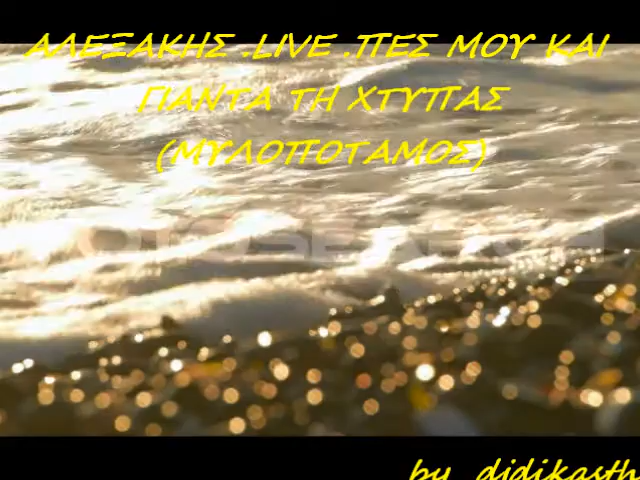 ΑΛΕΞΑΚΗΣ .LIVE .ΠΕΣ ΜΟΥ ΚΑΙ
ΓΙΑΝΤΑ ΤΗ ΧΤΥΠΑΣ
(ΜΥΛΟΠΟΤΑΜΟΣ)
by didikasth